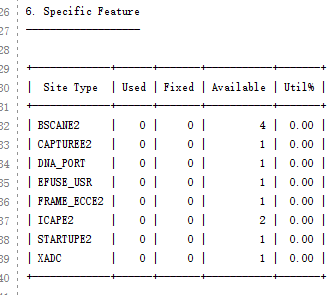 26 6. Specific Feature
27 -------------------
28
29 +-------------+------+-------+-----------+-------+
30 | Site Type | Used | Fixed | Available | Util% |
31 +-------------+------+-------+-----------+-------+
32 | BSCANE2 | 0 | 0 | 4 | 0.00 |
33 | CAPTUREE2 | 0 | 0 | 1 | 0.00 |
34 | DNA_PORT | 0 | 0 | 1 | 0.00 |
35 | EFUSE_USR | 0 | 0 | 1 | 0.00 |
36 | FRAME_ECCE2 | 0 | 0 | 1 | 0.00 |
37 | ICAPE2 | 0 | 0 | 2 | 0.00 |
38 | STARTUPE2 | 0 | 0 | 1 | 0.00 |
39 | XADC | 0 | 0 | 1 | 0.00 |
40 +-------------+------+-------+-----------+-------+